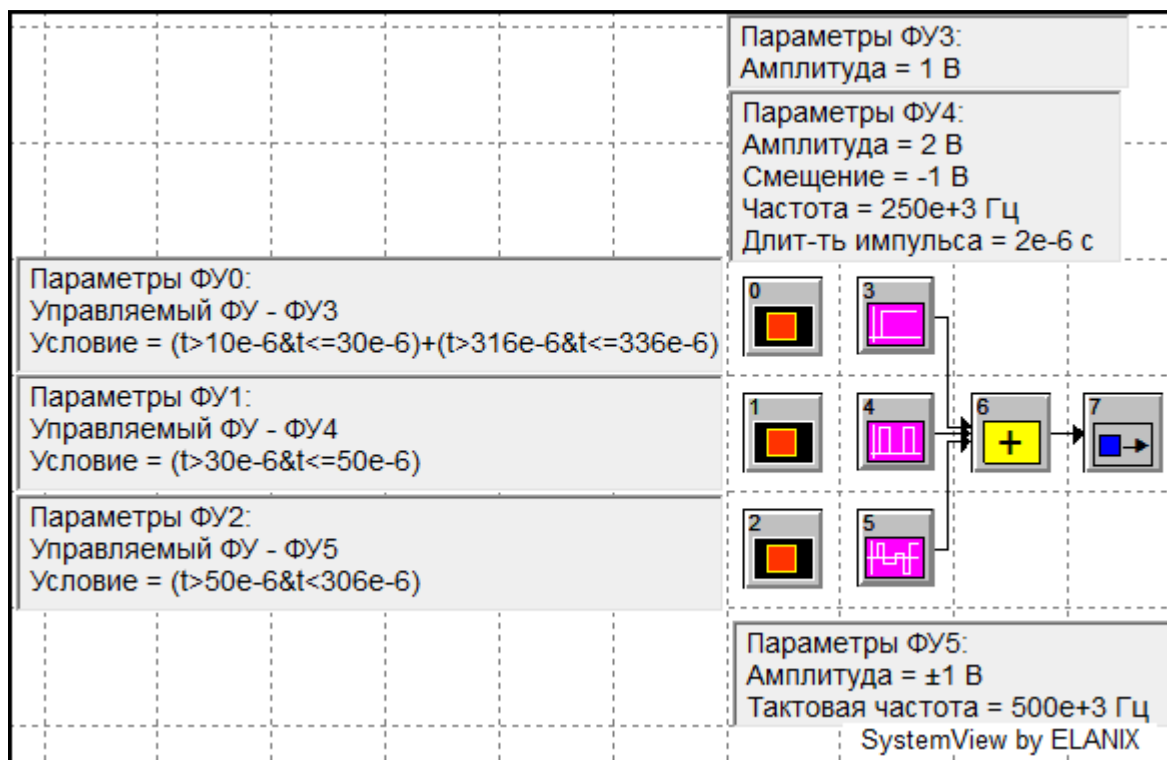 Параметры ФУ3:
Амплитуда = 1 В
Параметры ФУ4:
Амплитуда = 2 В
Смещение = -1 В
Частота = 250e+3 Гц
Длит-ть импульса = 2e-6 с
Параметры ФУ0:
Управляемый ФУ - ФУ3
Условие = (t>10e-6&t<=30e-6)+(t>316e-6&t<=336e-6)
0
3
Параметры ФУ1:
Управляемый ФУ - ФУ4
Условие = (t>30e-6&t<=50e-6)
1
4
6
7
Параметры ФУ2:
Управляемый ФУ - ФУ5
Условие = (t>50e-6&t<306e-6)
2
5
Параметры ФУ5:
Амплитуда = ±1 В
Тактовая частота = 500e+3 Гц
SystemView by ELANIX